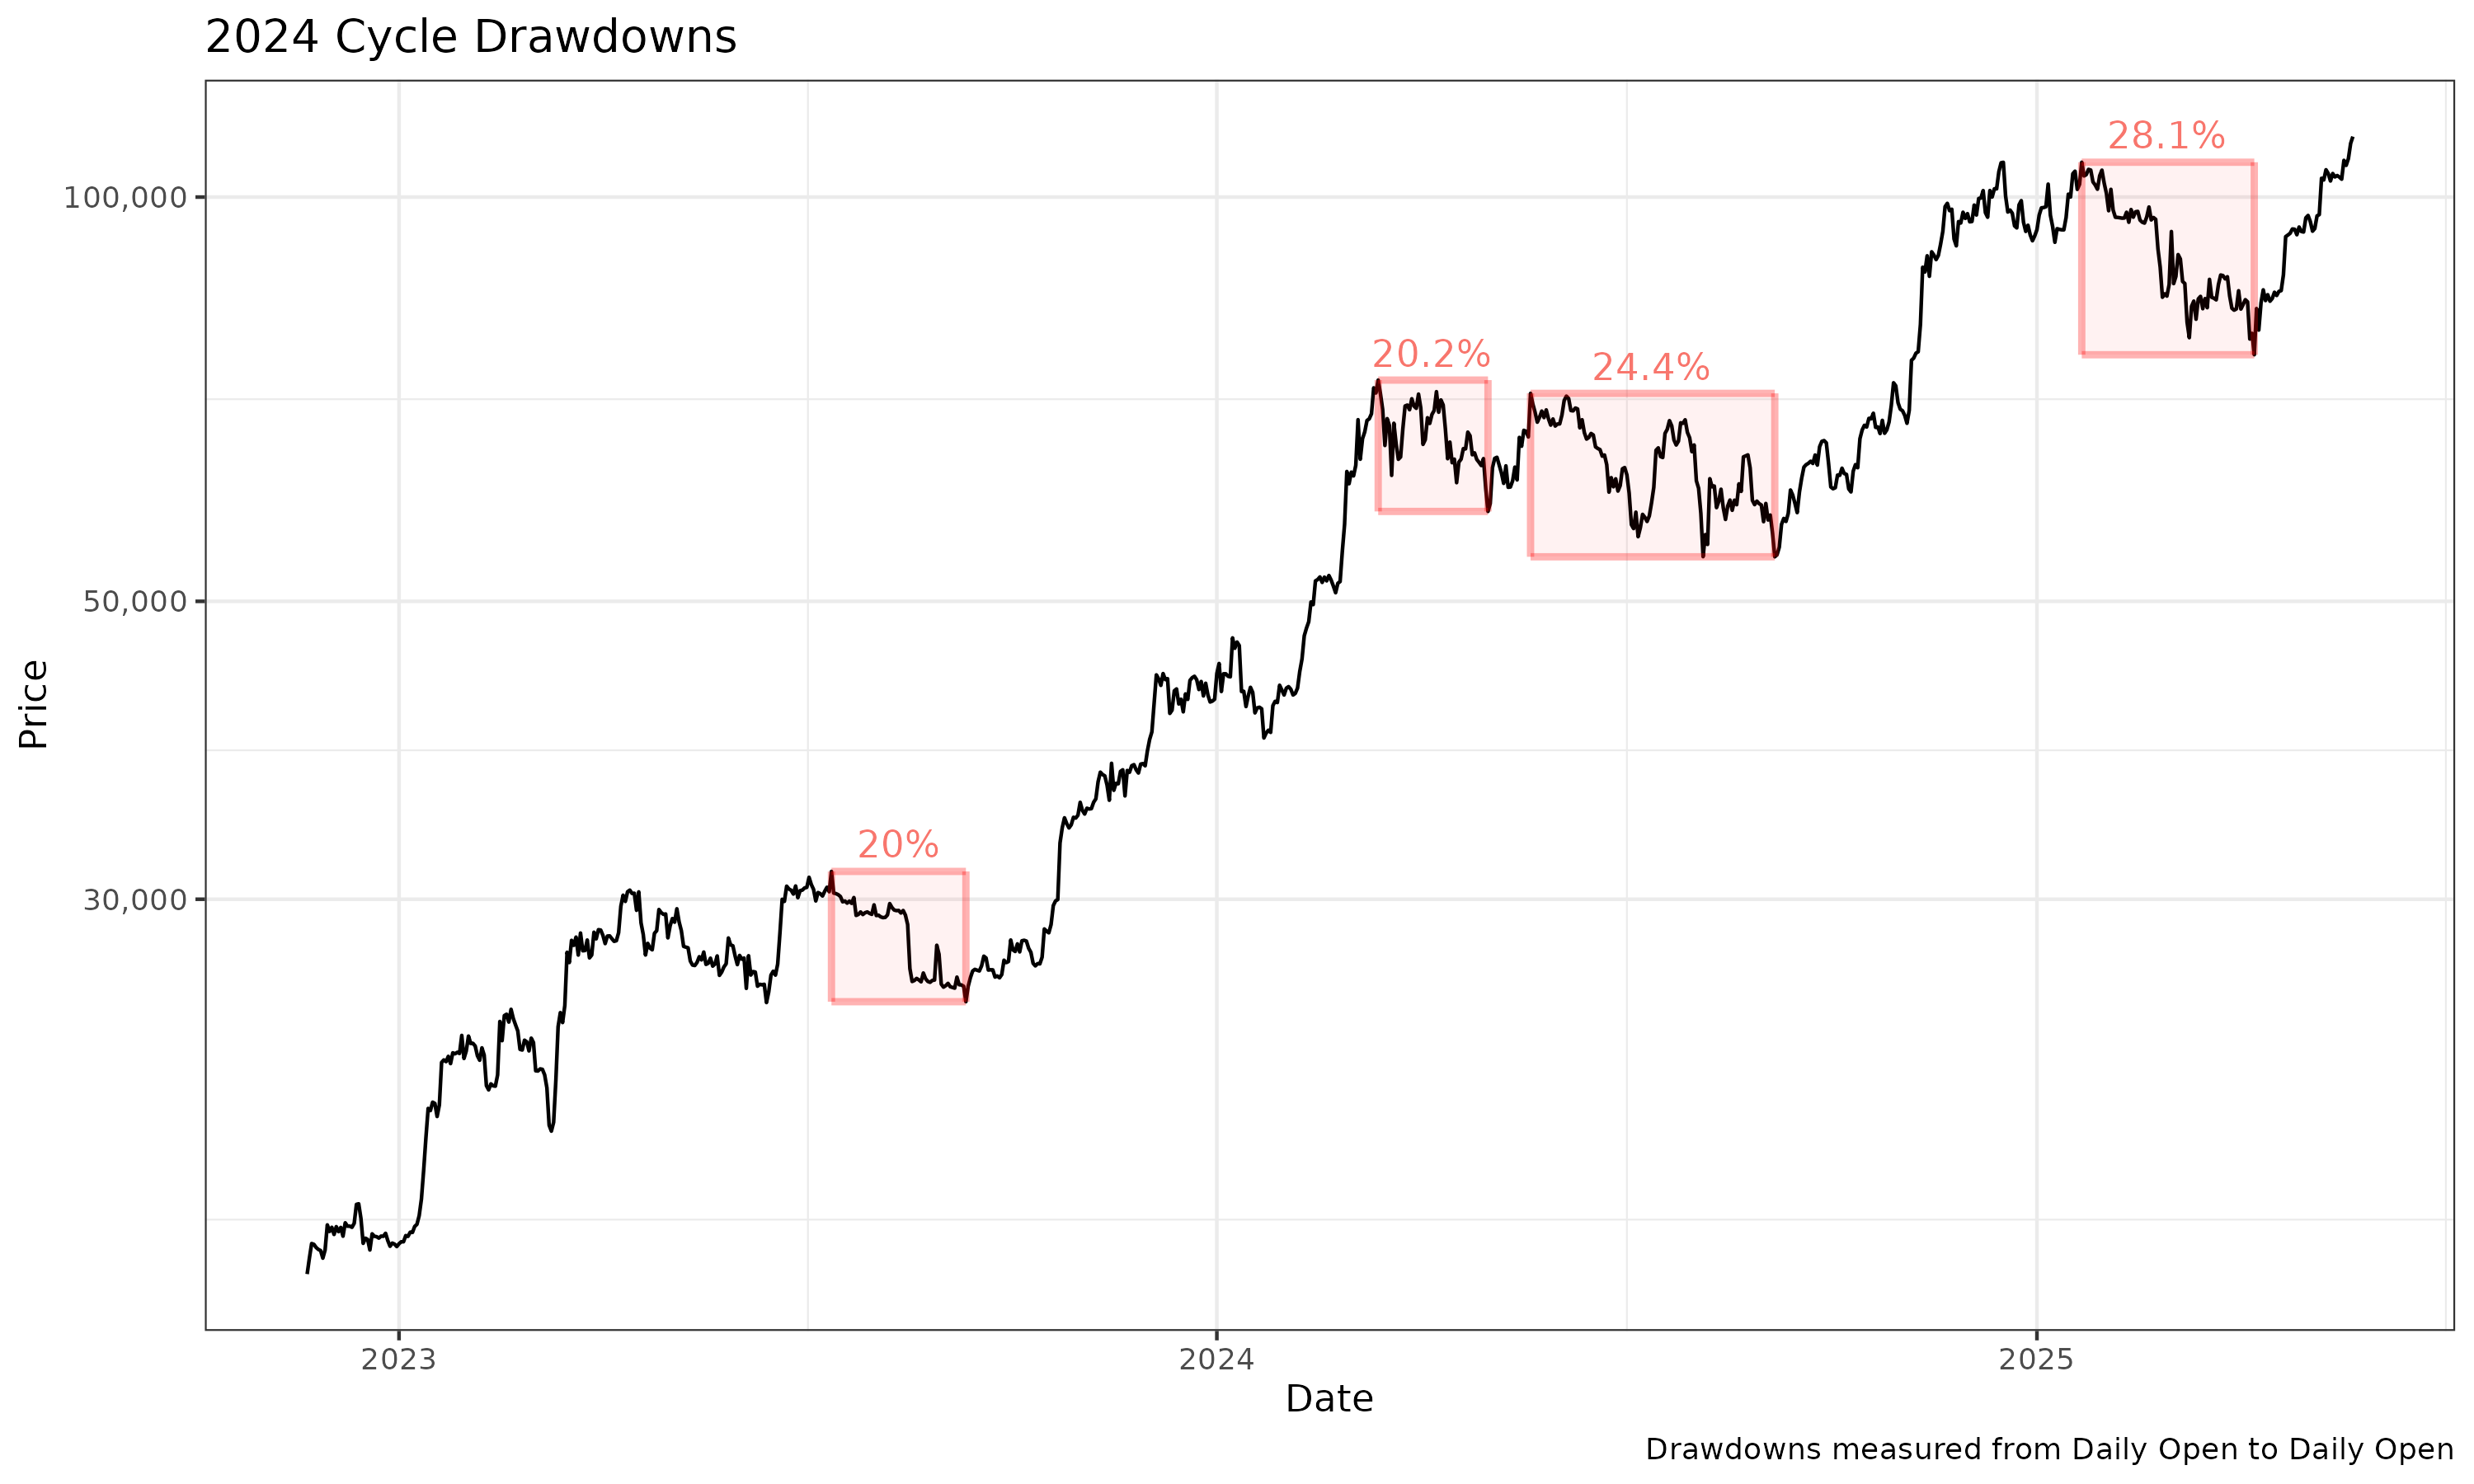 2024 Cycle Drawdowns
28.1%
100,000
20.2%
24.4%
50,000
Price
20%
30,000
2023
2024
2025
Date
Drawdowns measured from Daily Open to Daily Open